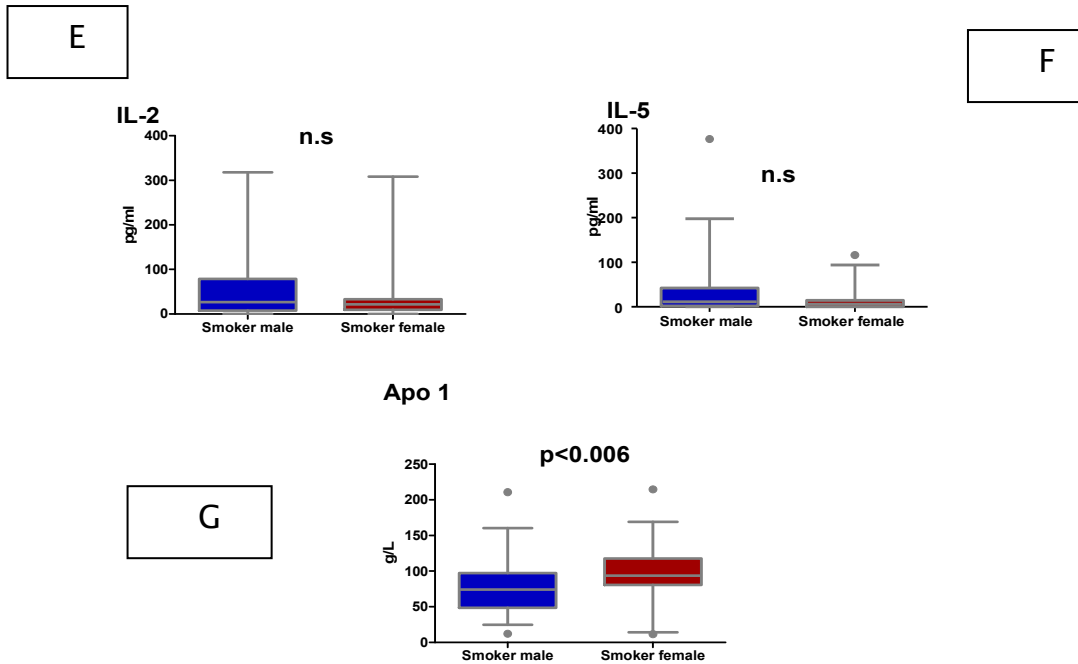 E
F
IL-2
n.s
400
300
200
100
0
pg/ml
Smoker male
Smoker female
IL-5
n.s
400
300
200
100
0
pg/ml
Smoker male
Smoker female
Apo 1
p<0.006
G
250
200
150
100
50
0
g/L
Smoker male
Smoker female